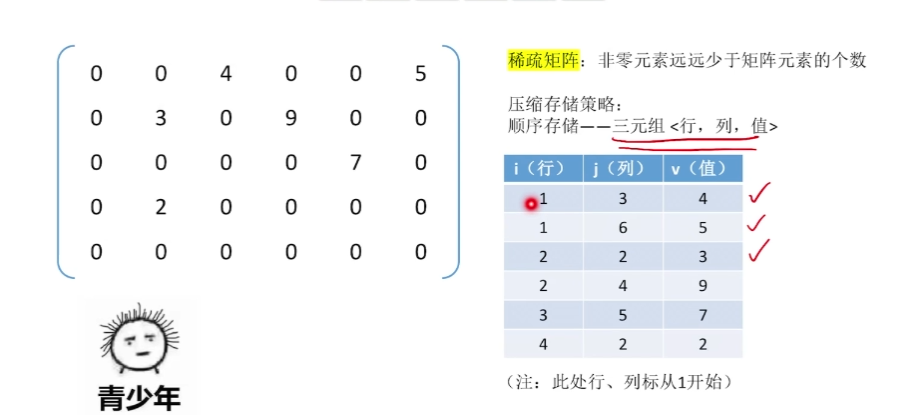 0 0 4 0 0 5
0 3 0 9 0 0
0 0 0 0 7 0
0 2 0 0 0 0
0 0 0 0 0 0
青少年
稀疏矩阵：非零元素远远少于矩阵元素的个数
压缩存储策略：
顺序存储——三元组 <行，列，值>
i（行） j（列） v（值）
1 3 4
1 6 5
2 2 3
2 4 9
3 5 7
4 2 2
（注：此处行、列标从1开始）